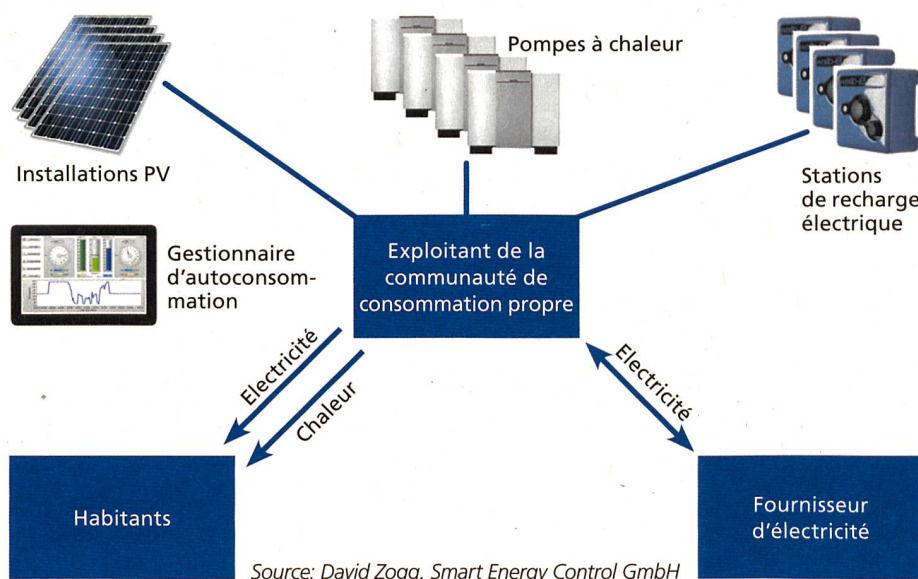 Pompes à chaleur
Installations PV
Stations
de recharge
électrique
Gestionnaire
d'autoconsom-
mation
Exploitant de la
communauté de
consommation propre
Electricité
Chaleur
Electricité
Habitants
Fournisseur
d'électricité
Source: David Zogg, Smart Energy Control GmbH